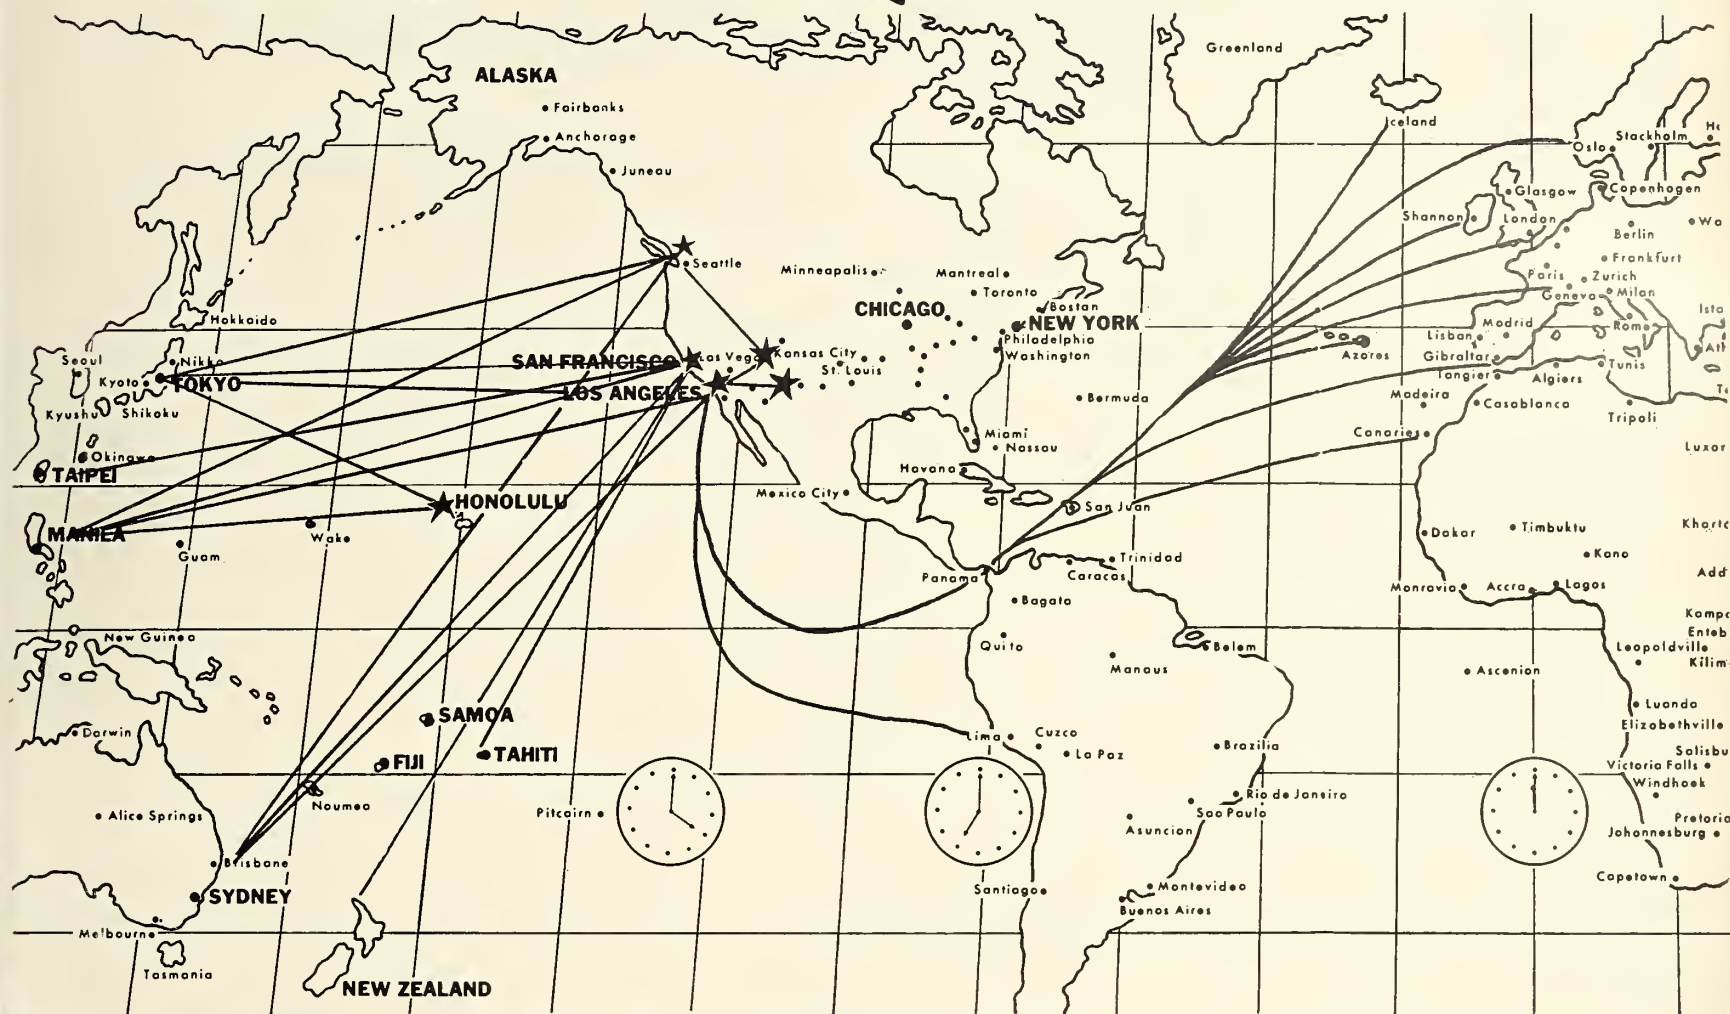 Greenland
ALASKA
Fairbanks
Iceland
Anchorage
Stockholm
Oslo
Juneau
Glasgow
Copenhagen
Shannon
London
Berlin
Seattle
Frankfurt
Minneapolis
Mantreal
Paris
Zurich
Toronto
Geneva
Milan
CHICAGO
Bostan
Hokkaido
NEW YORK
Madrid
Rome
Lisban
Philadelphia
Seoul
Nikko
SAN FRANCISCO
Las Vegas
Kansas City
Washington
Azores
Gibraltar
St. Louis
Tunis
Kyoto
TOKYO
Tangier
Algiers
LOS ANGELES
Bermuda
Madeira
Casablanca
Kyushu
Shikoku
Tripoli
Miami
Canaries
Nassau
Luxor
Okinawa
TAIPEI
Havana
Mexico City
HONOLULU
San Juan
MANILA
Wake
Dakar
Timbuktu
Guam
Trinidad
Kano
Panama
Caracas
Monrovia
Accra
Lagos
Bagata
New Guinea
Quito
Belem
Leopoldville
Manaus
Ascenion
Luanda
SAMOA
Elizabethville
Darwin
Lima
Cuzco
TAHITI
La Paz
Brazilia
FIJI
Victoria Falls
Windhoek
Noumea
Rio de Janeiro
Alice Springs
Pitcairn
Sao Paulo
Asuncion
Johonnesburg
Brisbane
Capetown
SYDNEY
Santiago
Montevideo
Buenos Aires
Melbourne
Tasmania
NEW ZEALAND